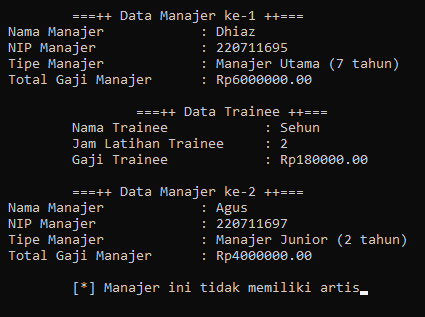 ===++ Data Manajer ke-1 ++===
Nama Manajer : Dhiaz
NIP Manajer : 220711695
Tipe Manajer : Manajer Utama (7 tahun)
Total Gaji Manajer : Rp6000000.00
===++ Data Trainee ++===
Nama Trainee : Sehun
Jam Latihan Trainee : 2
Gaji Trainee : Rp180000.00
===++ Data Manajer ke-2 ++===
Nama Manajer : Agus
NIP Manajer : 220711697
Tipe Manajer : Manajer Junior (2 tahun)
Total Gaji Manajer : Rp4000000.00
[*] Manajer ini tidak memiliki artis